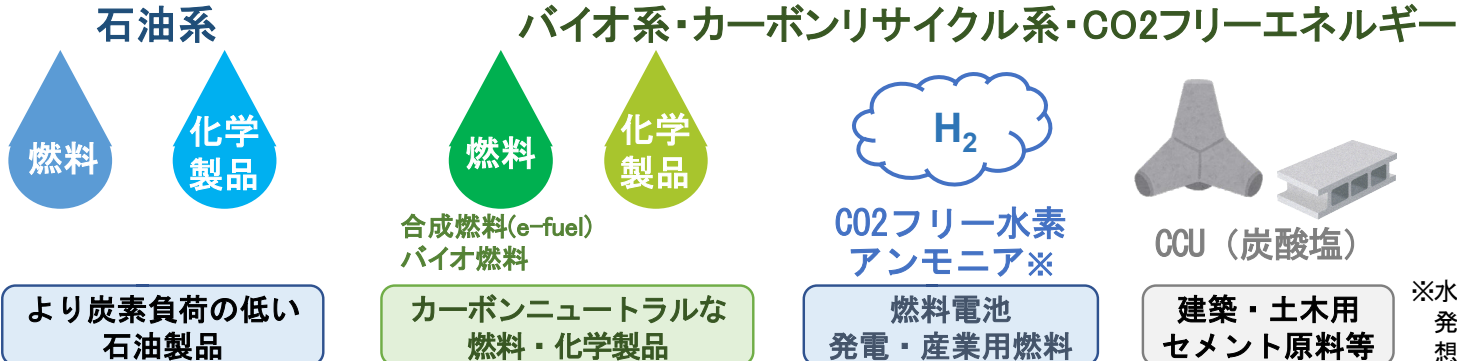 石油系
バイオ系・カーボンリサイクル系・CO2フリーエネルギー
燃料
化学
製品
燃料
化学
製品
H2
合成燃料(e-fuel)
バイオ燃料
CO2フリー水素
アンモニア※
CCU（炭酸塩）
より炭素負荷の低い
石油製品
カーボンニュートラルな
燃料・化学製品
燃料電池
発電・産業用燃料
建築・土木用
セメント原料等
※水
発
想